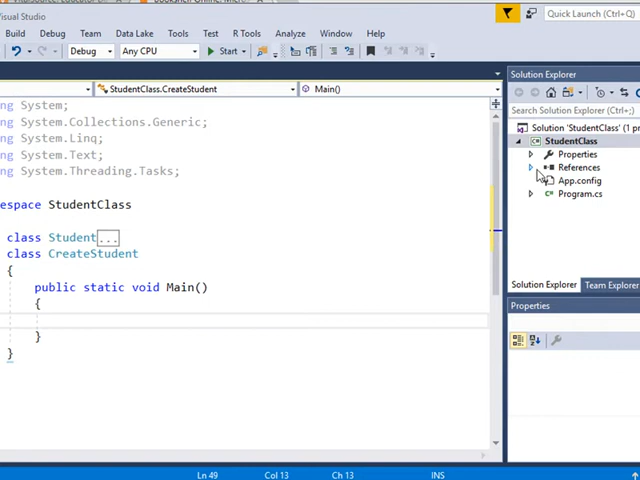 Visual Studio
Quick Launch (Ctrl+Q)
Build Debug Team Data Lake Tools Test R Tools Analyze Window Help
Debug Any CPU Start
StudentClass.CreateStudent Main()
Solution Explorer
Search Solution Explorer (Ctrl+;)
Solution 'StudentClass' (1 pr
StudentClass
Properties
References
App.config
Program.cs
Solution Explorer Team Explorer
Properties
ng System;
ng System.Collections.Generic;
ng System.Linq;
ng System.Text;
ng System.Threading.Tasks;
espace StudentClass
class Student...
class CreateStudent
{
public static void Main()
{
}
}
Ln 49 Col 13 Ch 13 INS